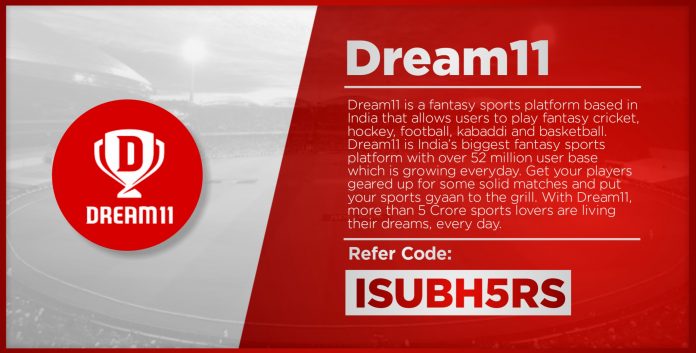 D
DREAM11
Dream11
Dream11 is a fantasy sports platform based in
India that allows users to play fantasy cricket,
hockey, football, kabaddi and basketball.
Dream11 is India's biggest fantasy sports
platform with over 52 million user base
which is growing everyday. Get your players
geared up for some solid matches and put
your sports gyaan to the grill. With Dream11,
more than 5 Crore sports lovers are living
their dreams, every day.
Refer Code:
ISUBH5RS